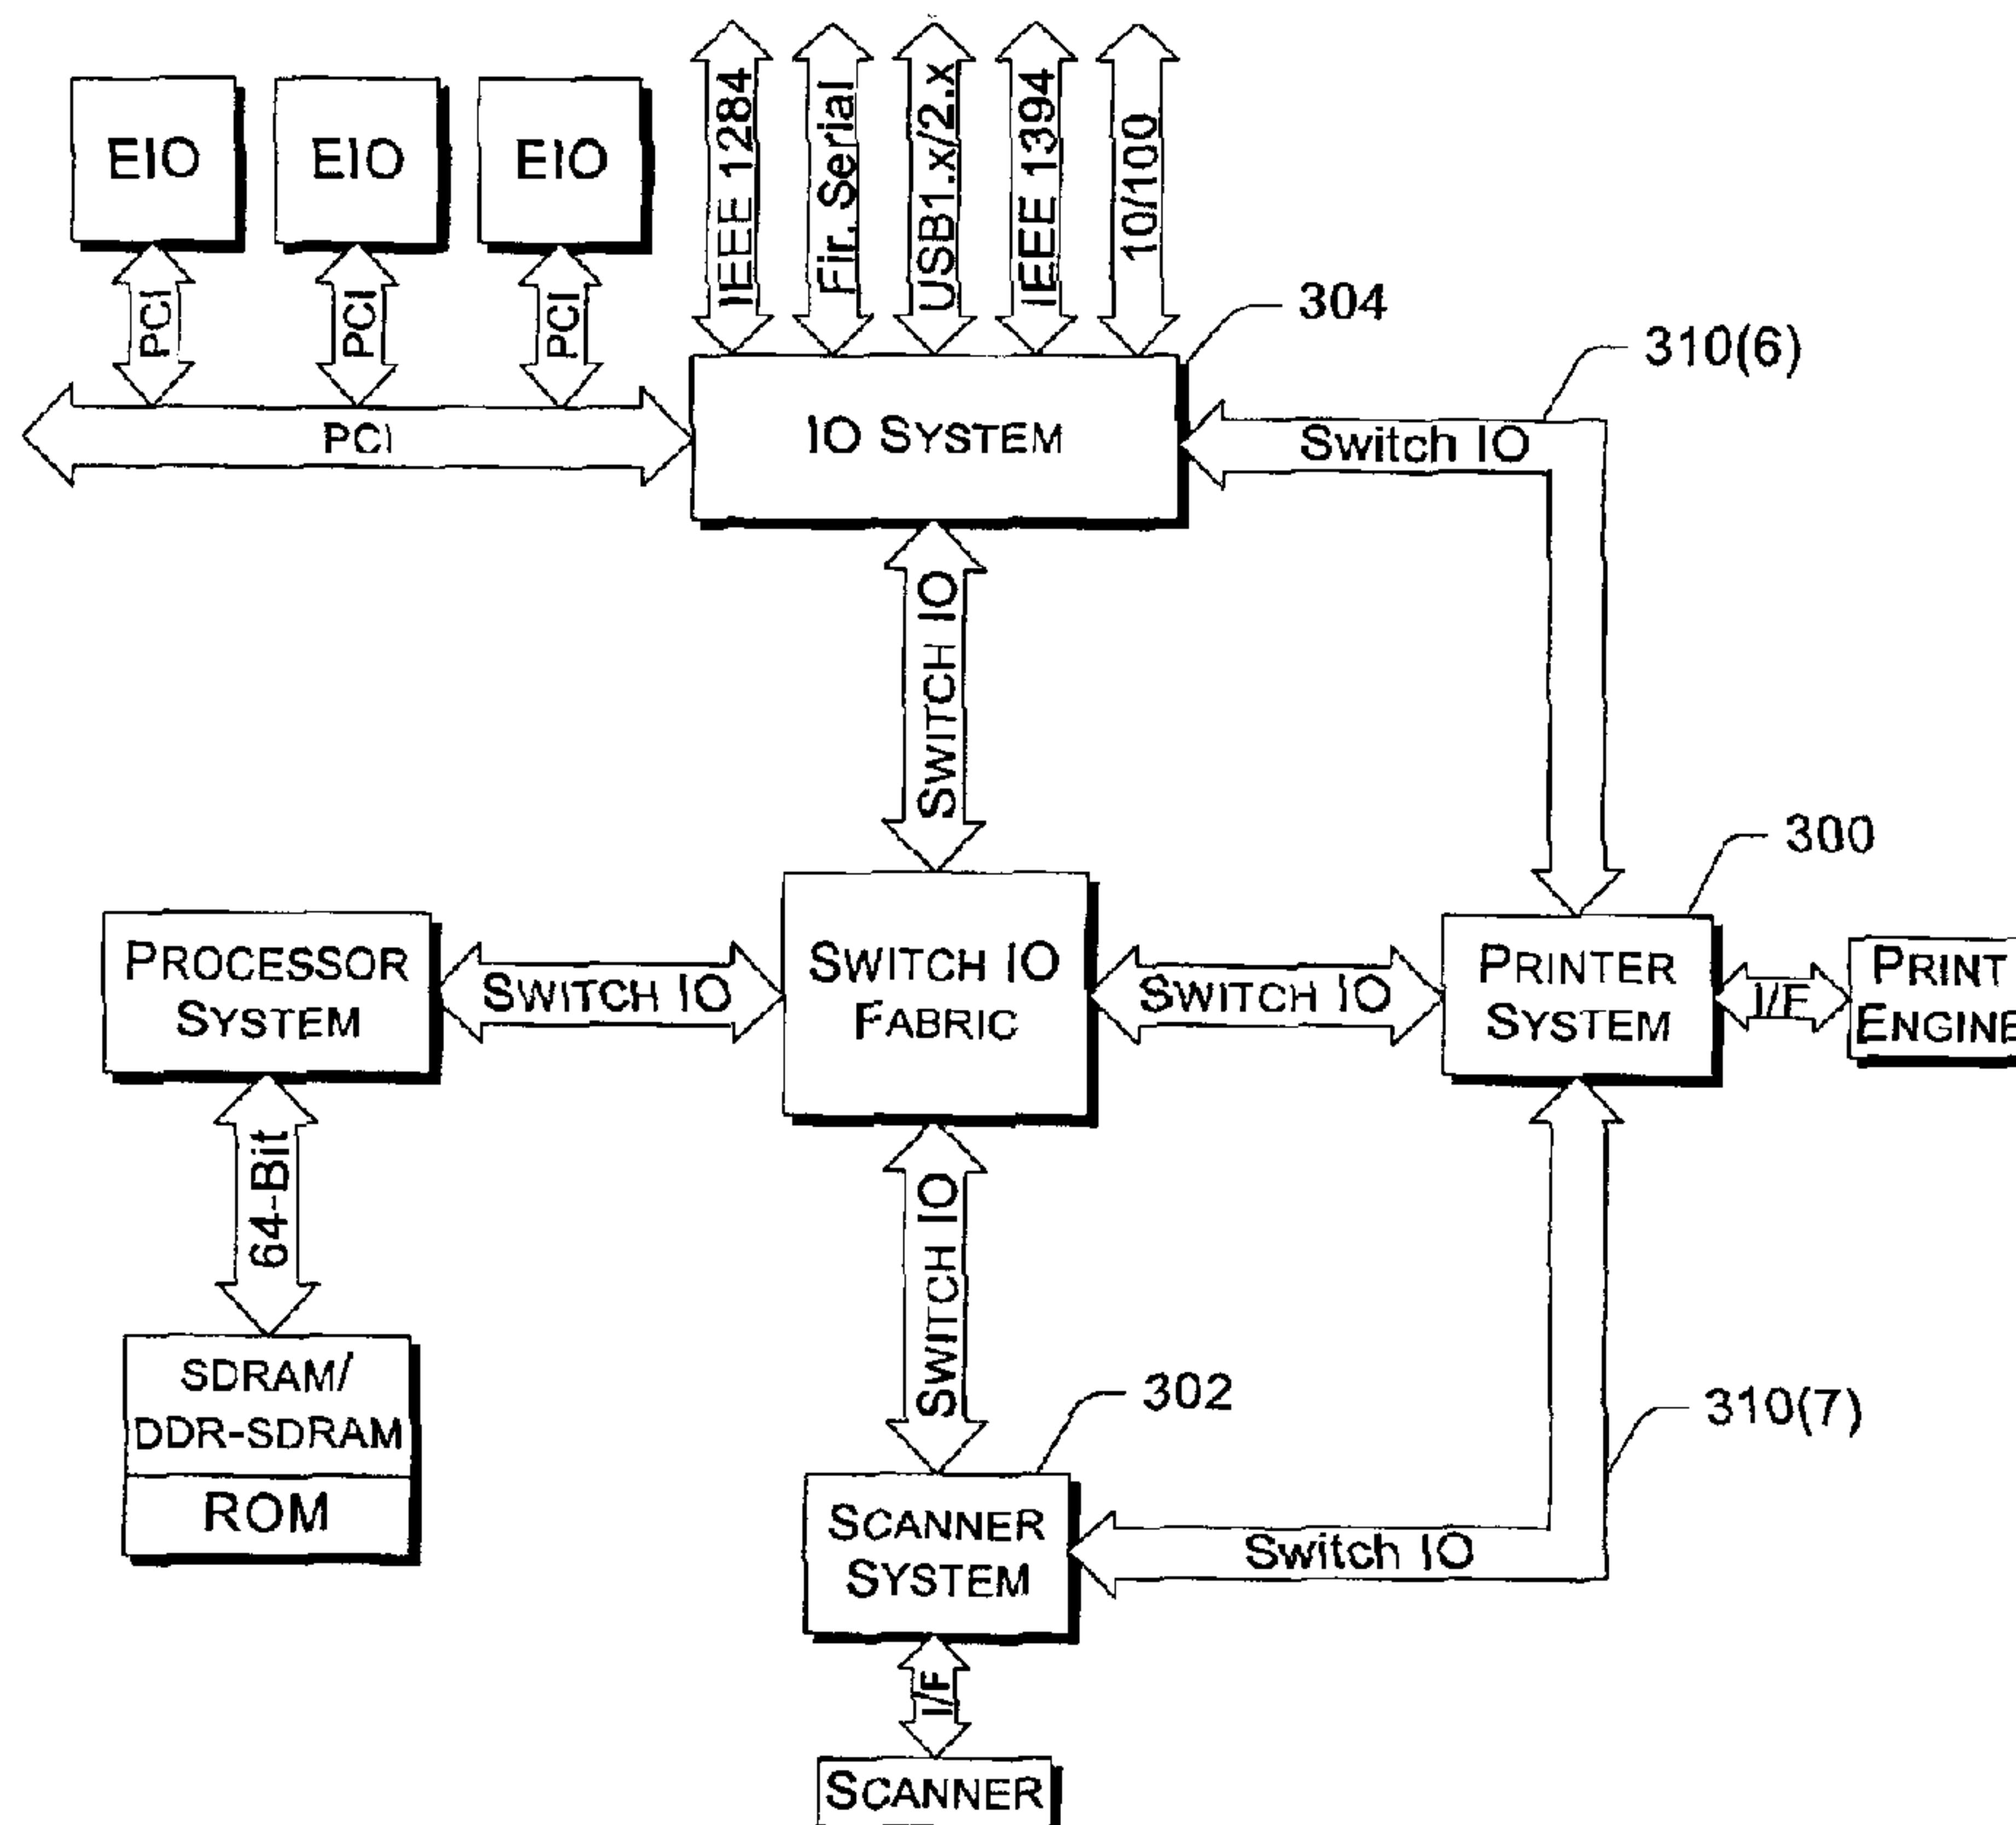 EIO
EIO
EIO
IEEE 1284
Fir. Serial
USB1.x/2.x
IEEE 1394
10/100
PCI
PCI
PCI
304
310(6)
PCI
IO SYSTEM
Switch IO
SWITCH IO
300
PROCESSOR
SYSTEM
SWITCH IO
SWITCH IO
FABRIC
SWITCH IO
PRINTER
SYSTEM
I/F
PRINT
ENGINE
64-Bit
SWITCH IO
SDRAM/
DDR-SDRAM
ROM
302
310(7)
SCANNER
SYSTEM
Switch IO
I/F
SCANNER